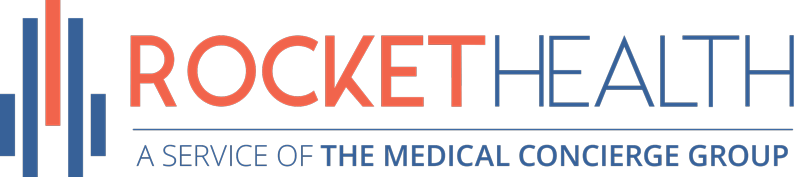 ROCKETHEALTH
A SERVICE OF THE MEDICAL CONCIERGE GROUP